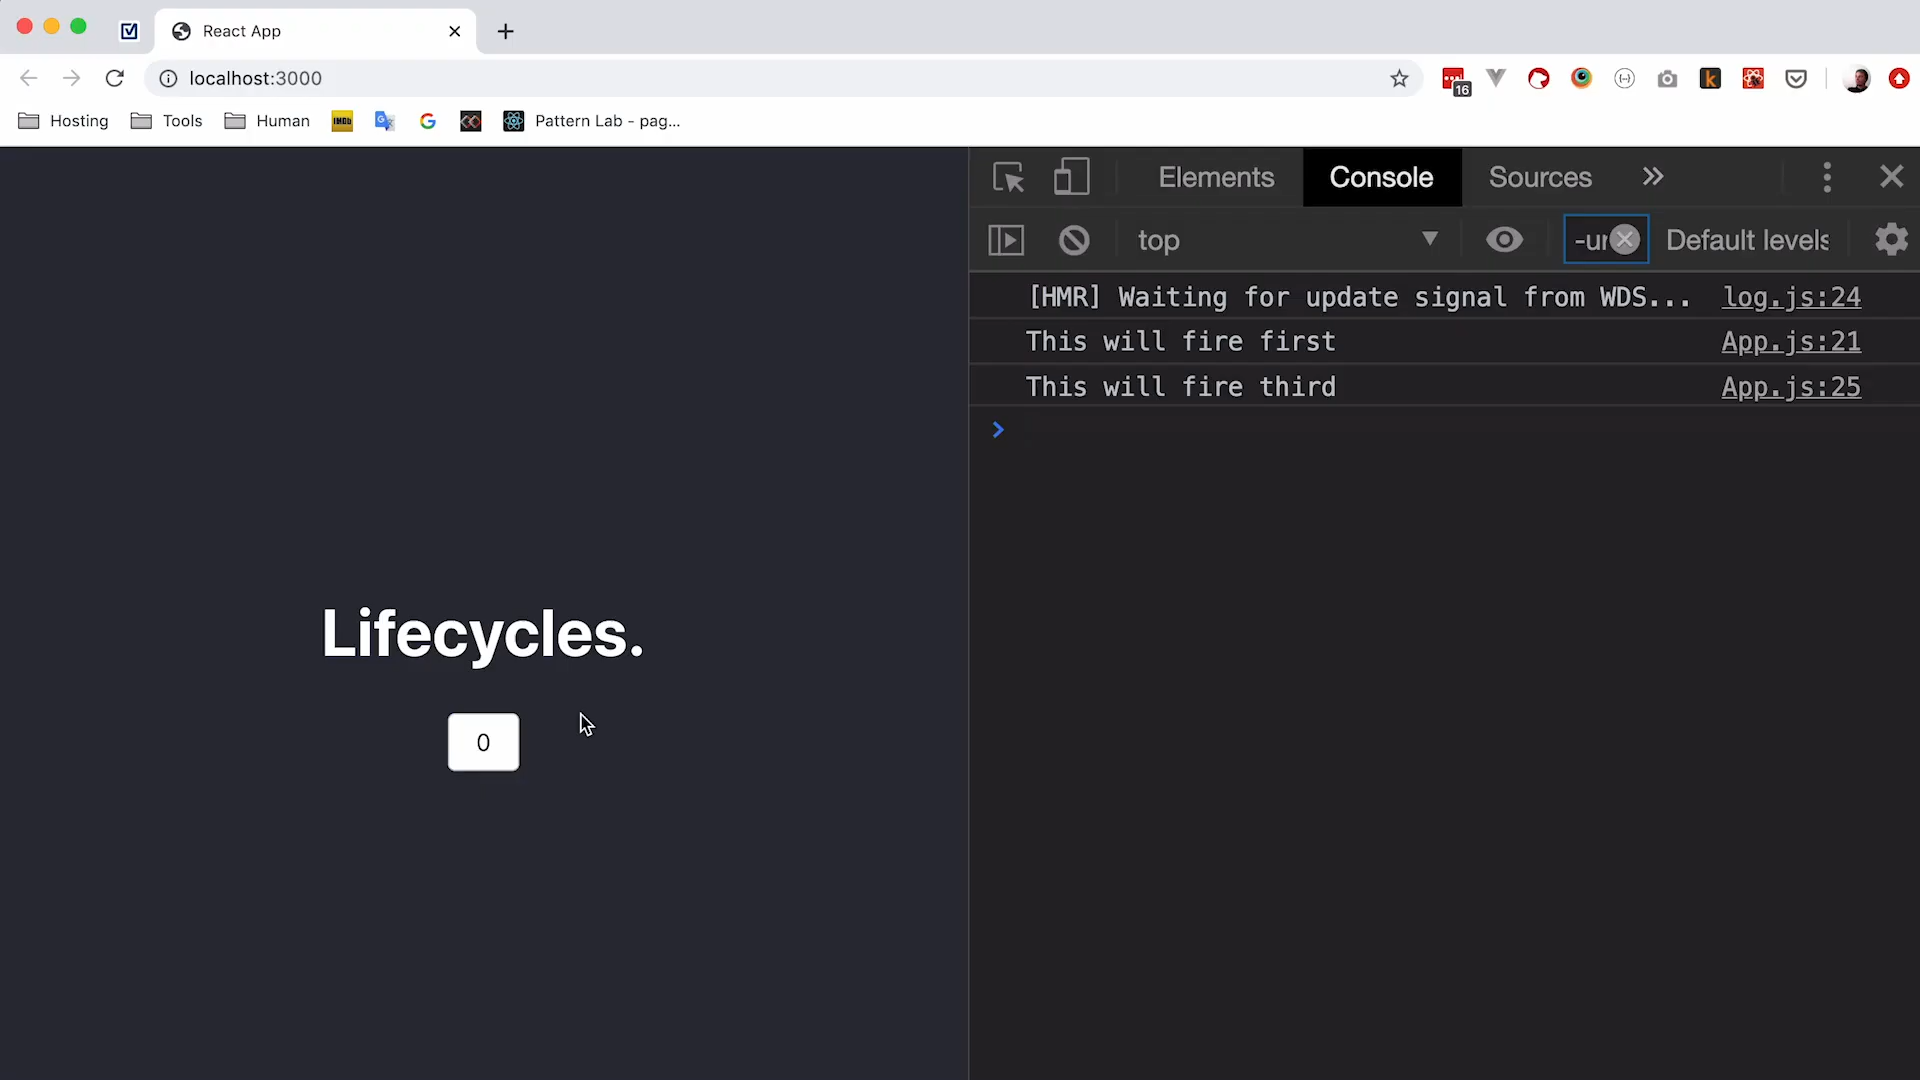 React App
localhost:3000
16
k
Hosting
Tools
Human
IMDb
G
Pattern Lab - pag...
Elements
Console
Sources
top
-ur
Default levels
[HMR] Waiting for update signal from WDS... log.js:24
This will fire first App.js:21
This will fire third App.js:25
Lifecycles.
0